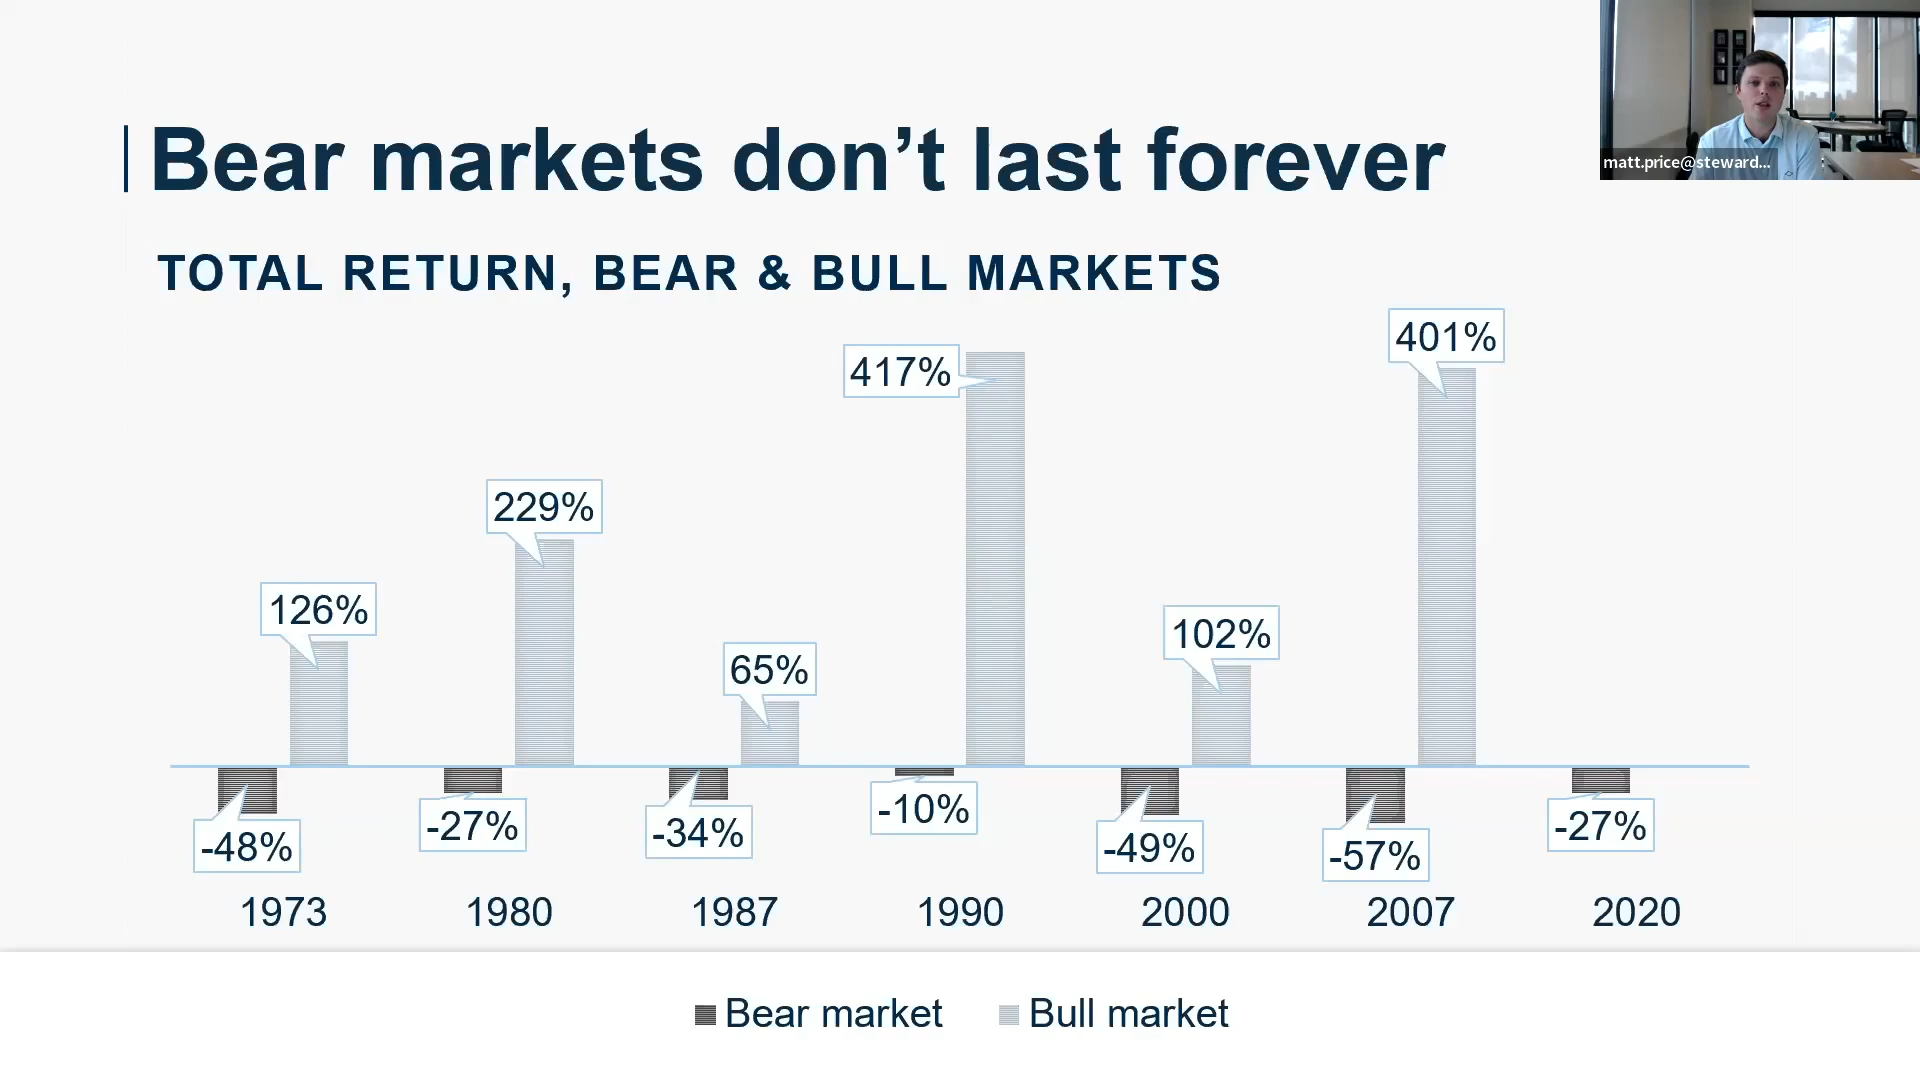 matt.price@steward...
Bear markets don’t last forever
TOTAL RETURN, BEAR & BULL MARKETS
401%
417%
229%
126%
102%
65%
-48%
-27%
-34%
-10%
-49%
-57%
-27%
1973 1980 1987 1990 2000 2007 2020
Bear market Bull market